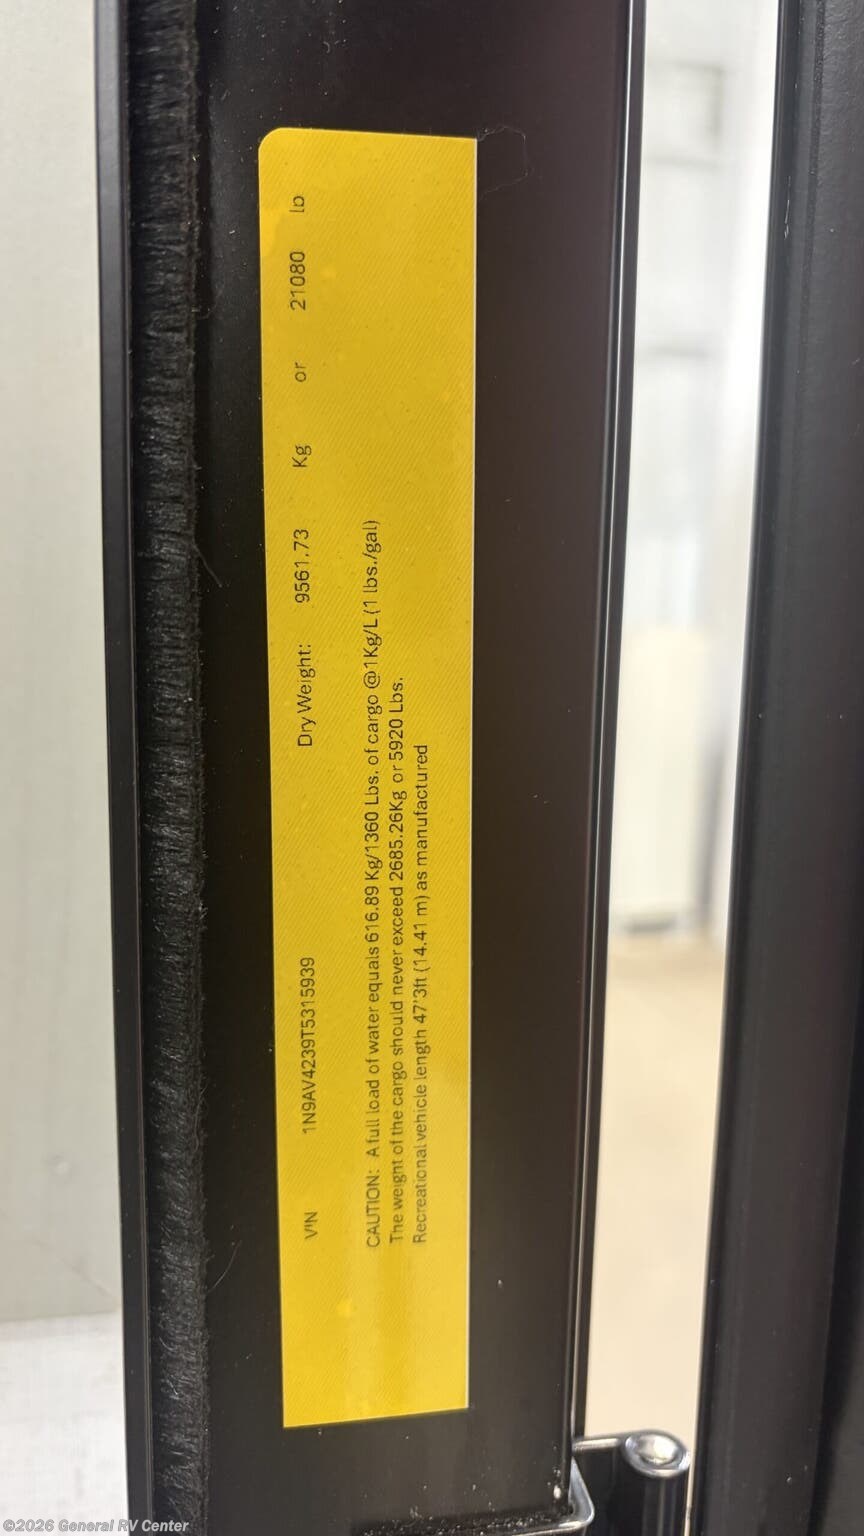 VIN 1N9AV4239T5315939 Dry Weight: 9561.73 Kg or 21080 lb
CAUTION: A full load of water equals 616.89 Kg/1360 Lbs. of cargo @1Kg/L (1 lbs./gal)
The weight of the cargo should never exceed 2685.26Kg or 5920 Lbs.
Recreational vehicle length 47'3ft (14.41 m) as manufactured
©2026 General RV Center